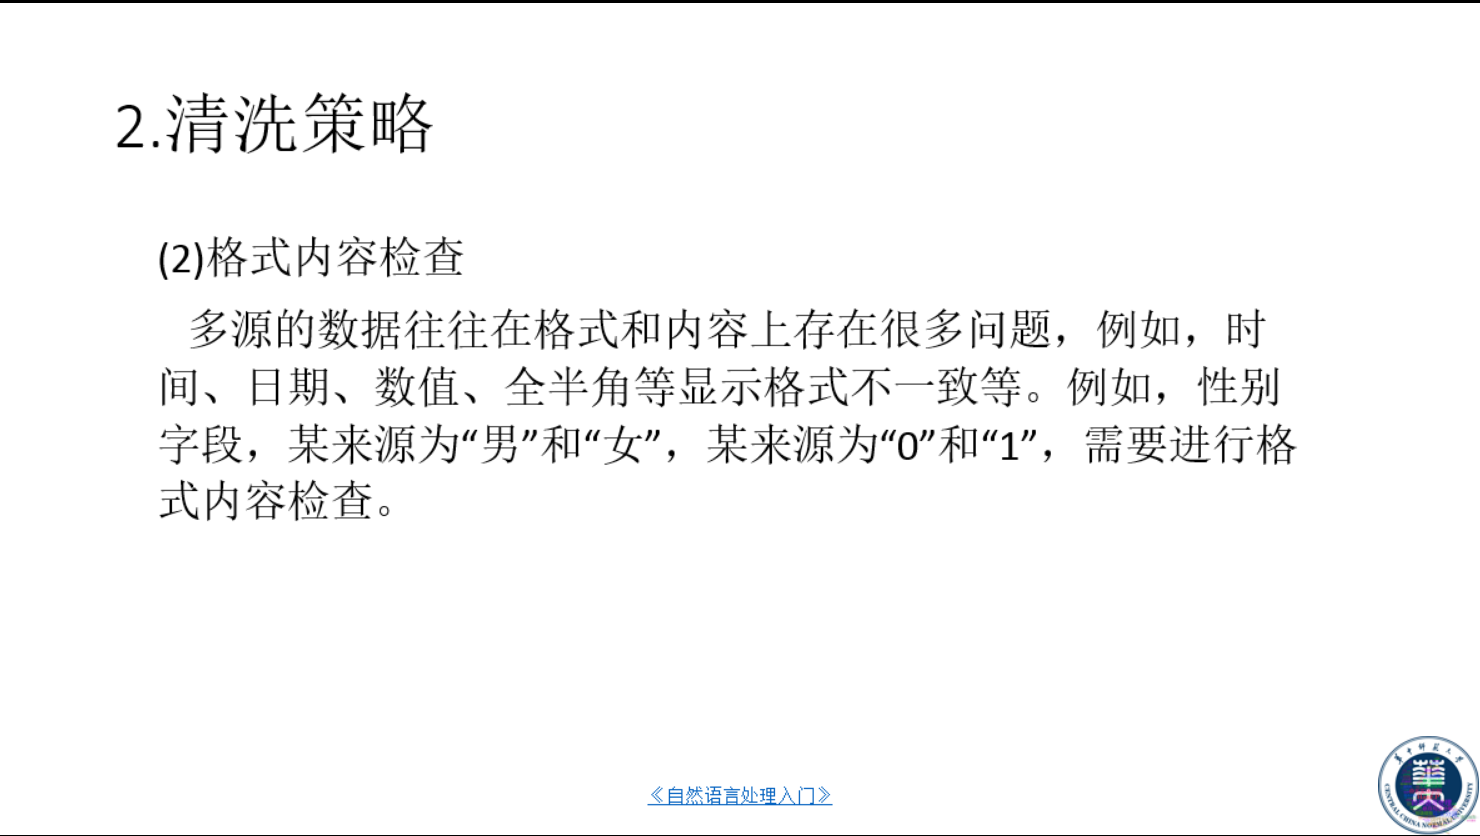 2.清洗策略
(2)格式内容检查
多源的数据往往在格式和内容上存在很多问题，例如，时
间、日期、数值、全半角等显示格式不一致等。例如，性别
字段，某来源为“男”和“女”，某来源为“0”和“1”，需要进行格
式内容检查。
《自然语言处理入门》
华中师范大学
CENTRAL CHINA NORMAL UNIVERSITY